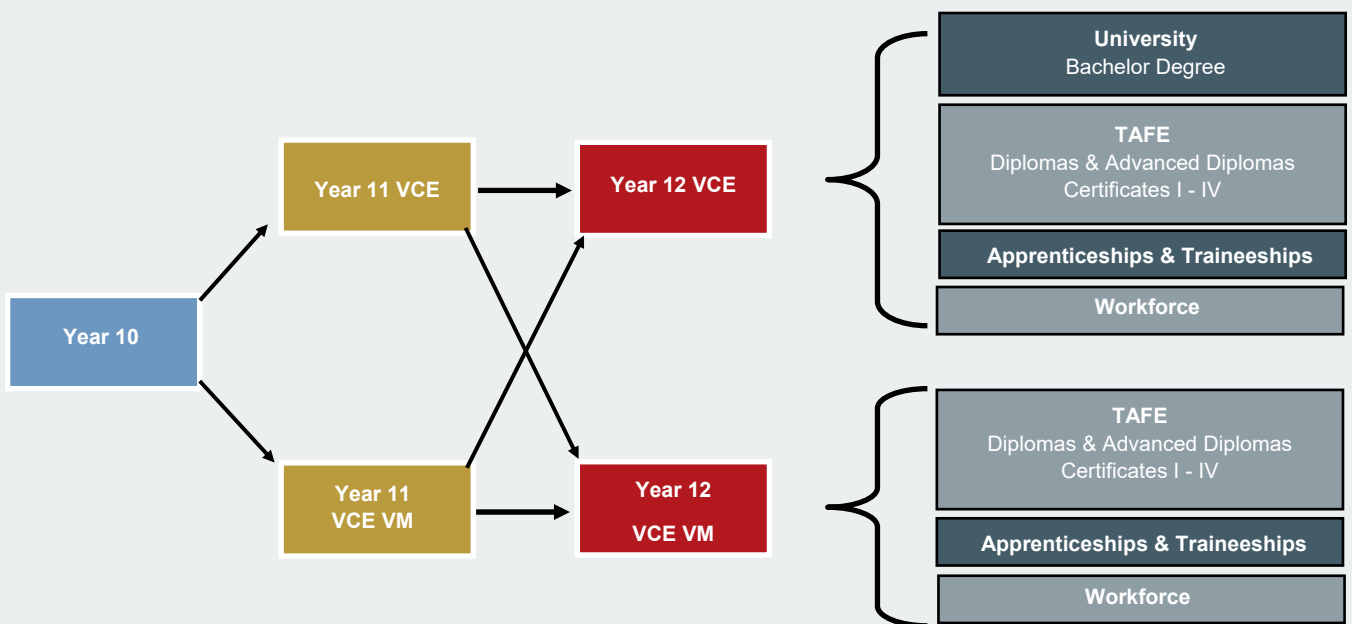 Year 10
Year 11 VCE
Year 11
VCE VM
Year 12 VCE
Year 12
VCE VM
University
Bachelor Degree
TAFE
Diplomas & Advanced Diplomas
Certificates I - IV
Apprenticeships & Traineeships
Workforce
TAFE
Diplomas & Advanced Diplomas
Certificates I - IV
Apprenticeships & Traineeships
Workforce